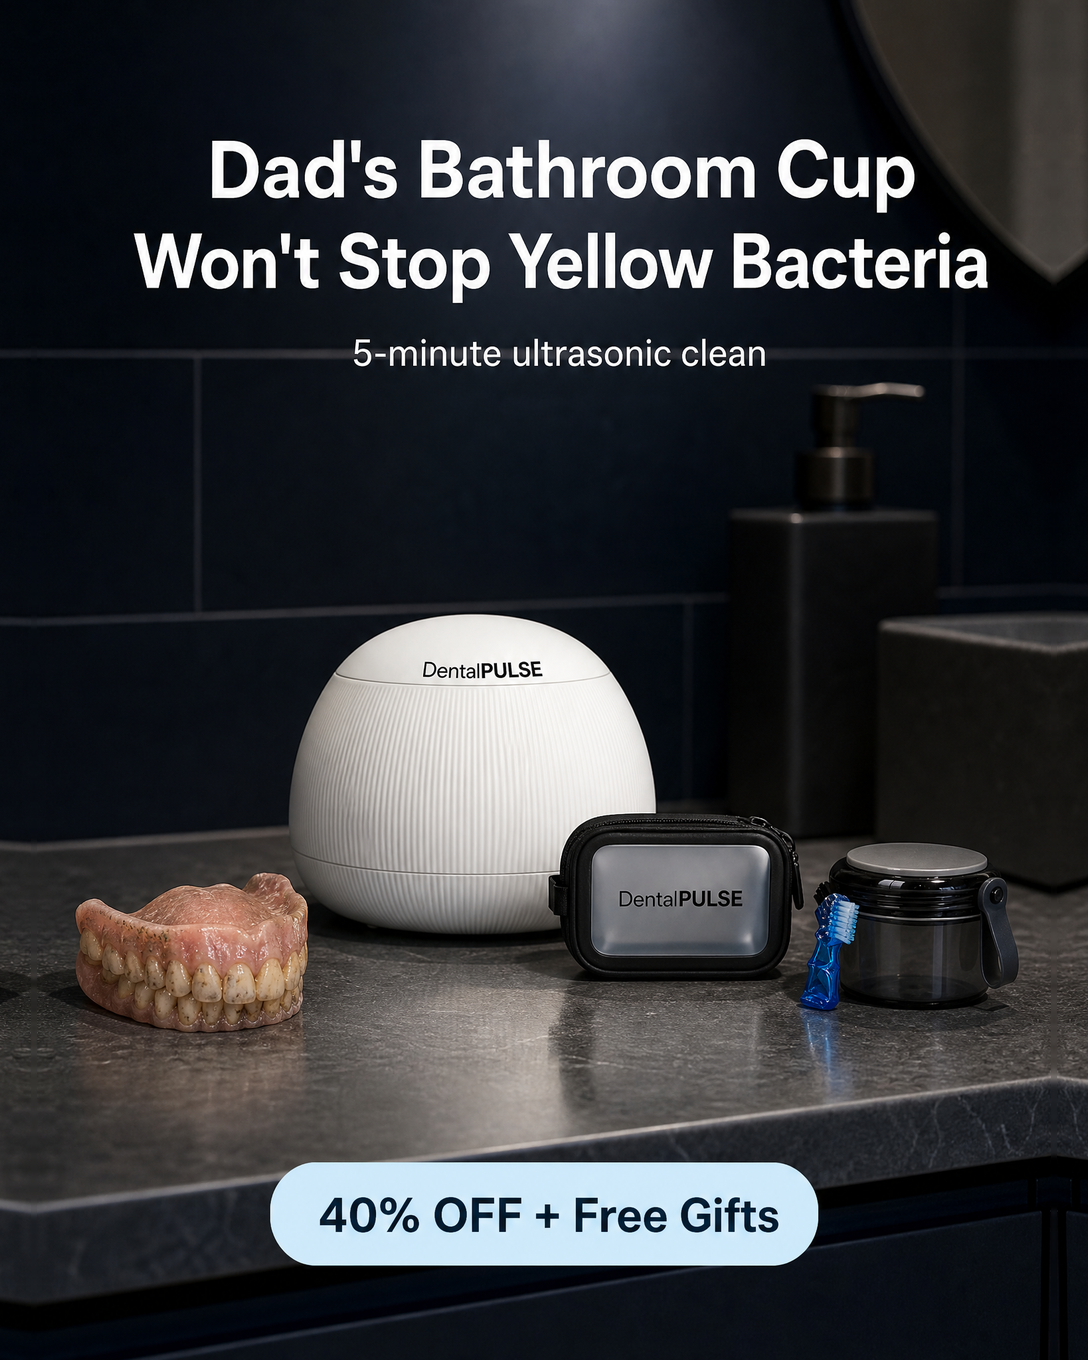 Dad's Bathroom Cup
Won't Stop Yellow Bacteria
5-minute ultrasonic clean
DentalPULSE
DentalPULSE
40% OFF + Free Gifts